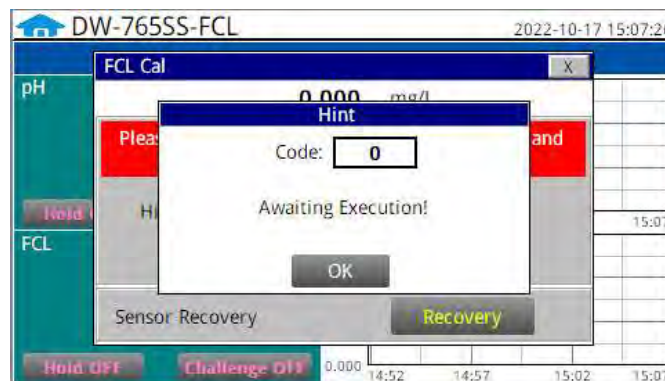 DW-765SS-FCL
2022-10-17 15:07:26
FCL Cal
X
pH
0.000 mg/l
Hint
Code: 0
and
Awaiting Execution!
15:07
FCL
OK
Sensor Recovery
Recovery
Hold OFF
Challenge OFF
0.000
14:52
14:57
15:02
15:07